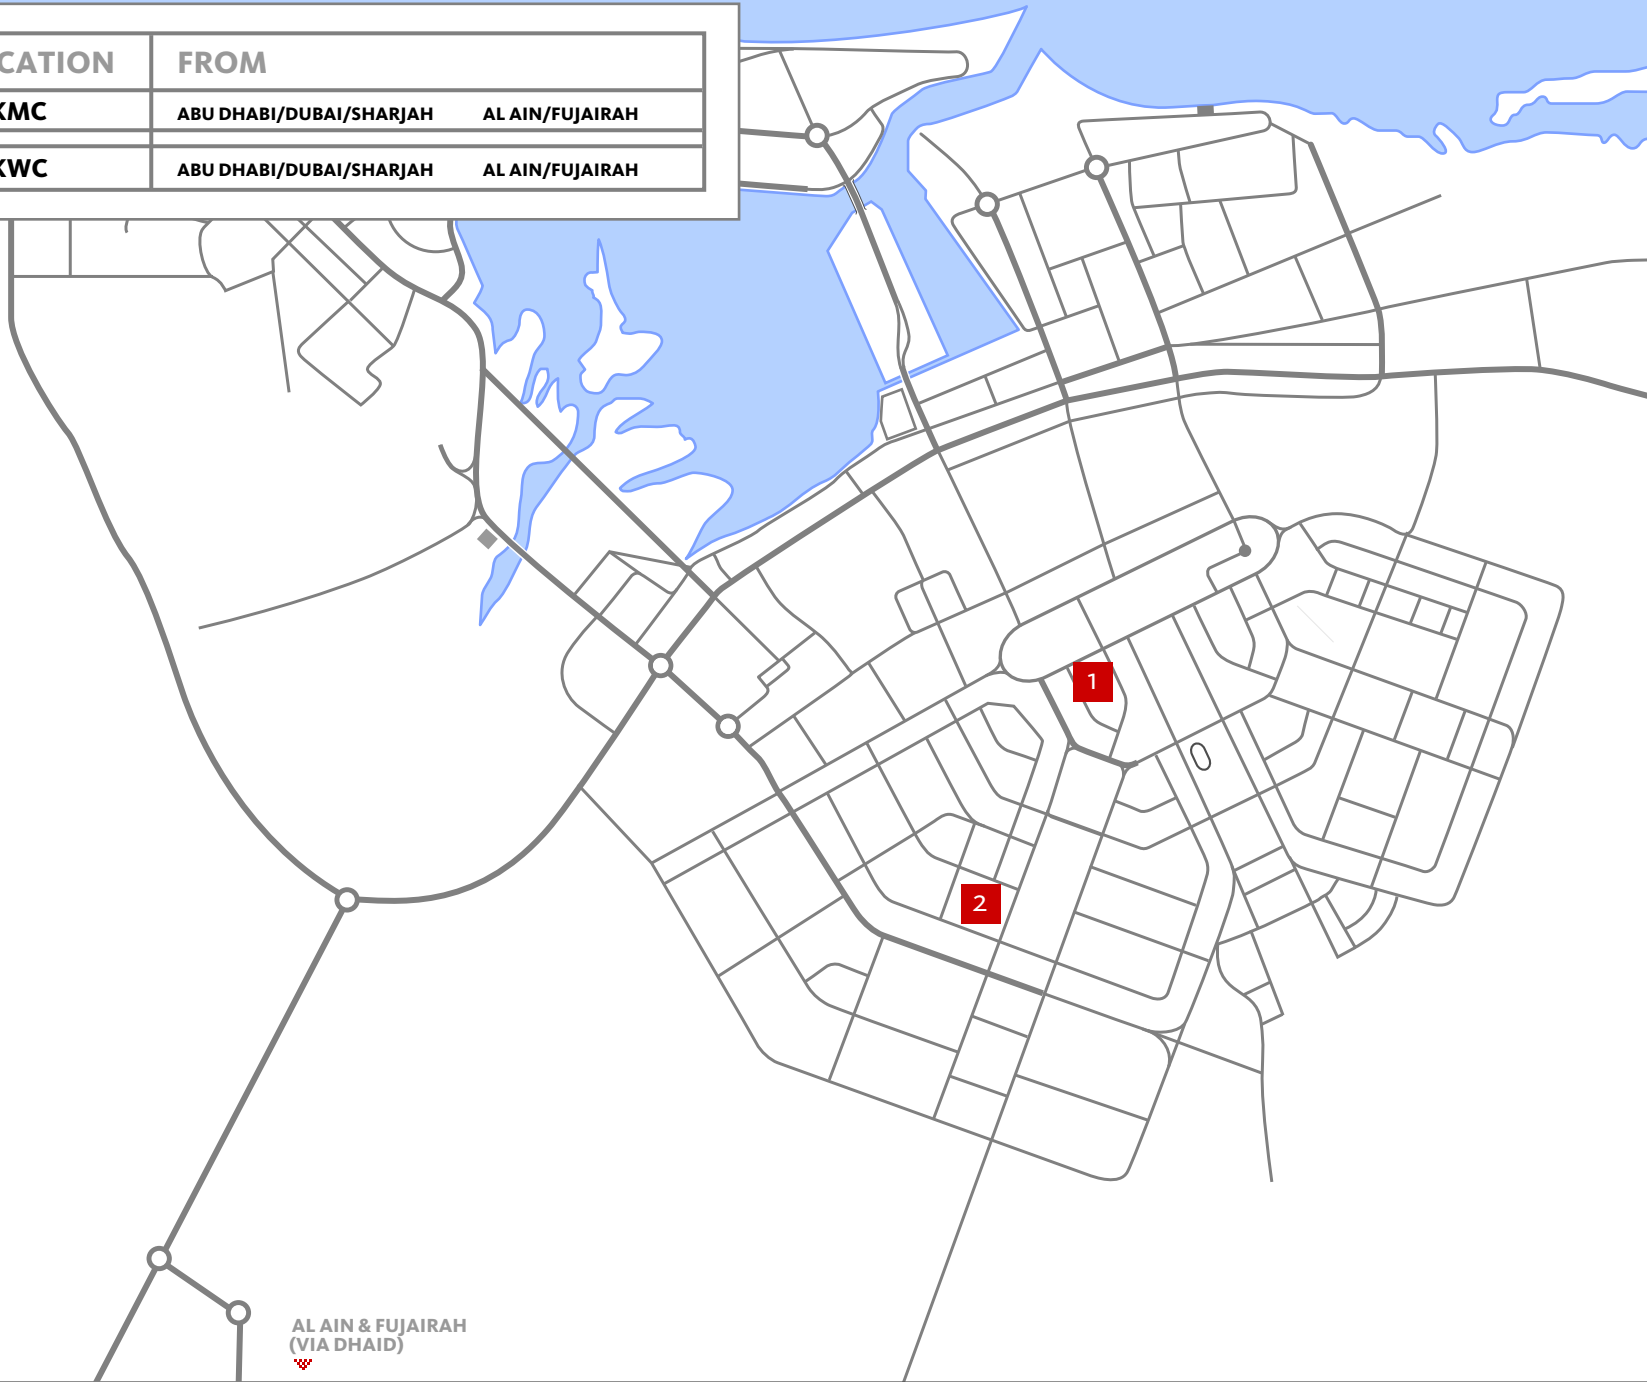 CATION FROM
KMC ABU DHABI/DUBAI/SHARJAH AL AIN/FUJAIRAH
KWC ABU DHABI/DUBAI/SHARJAH AL AIN/FUJAIRAH
1
2
AL AIN & FUJAIRAH
(VIA DHAID)